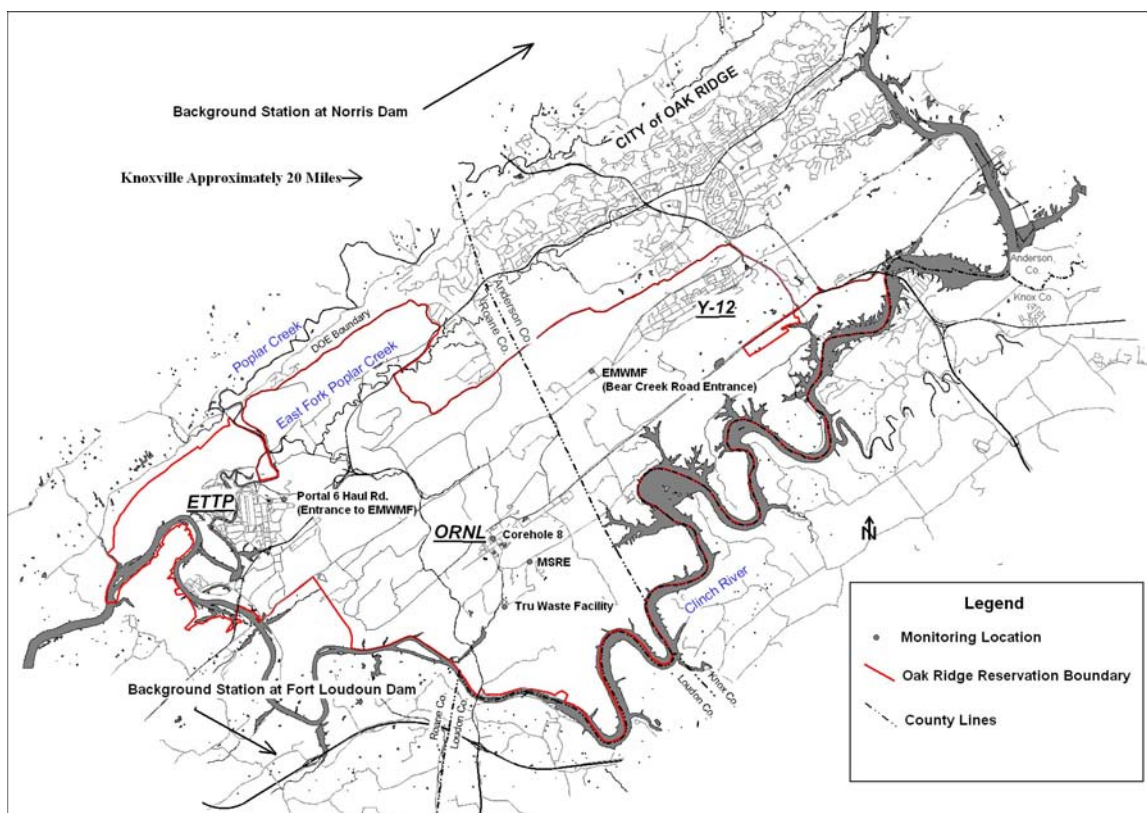 CITY of OAK RIDGE
Background Station at Norris Dam
Knoxville Approximately 20 Miles
Anderson Co.
Knox Co
Anderson Co.
Roane Co.
Y-12
Poplar Creek
DOE Boundary
East Fork Poplar Creek
EMWMF
(Bear Creek Road Entrance)
ETTP
Portal 6 Haul Rd.
(Entrance to EMWMF)
ORNL
Corehole 8
MSRE
Tru Waste Facility
N
Clinch River
Background Station at Fort Loudoun Dam
Roane Co.
Loudon Co.
Knox Co.
Loudon Co.
Legend
Monitoring Location
Oak Ridge Reservation Boundary
County Lines